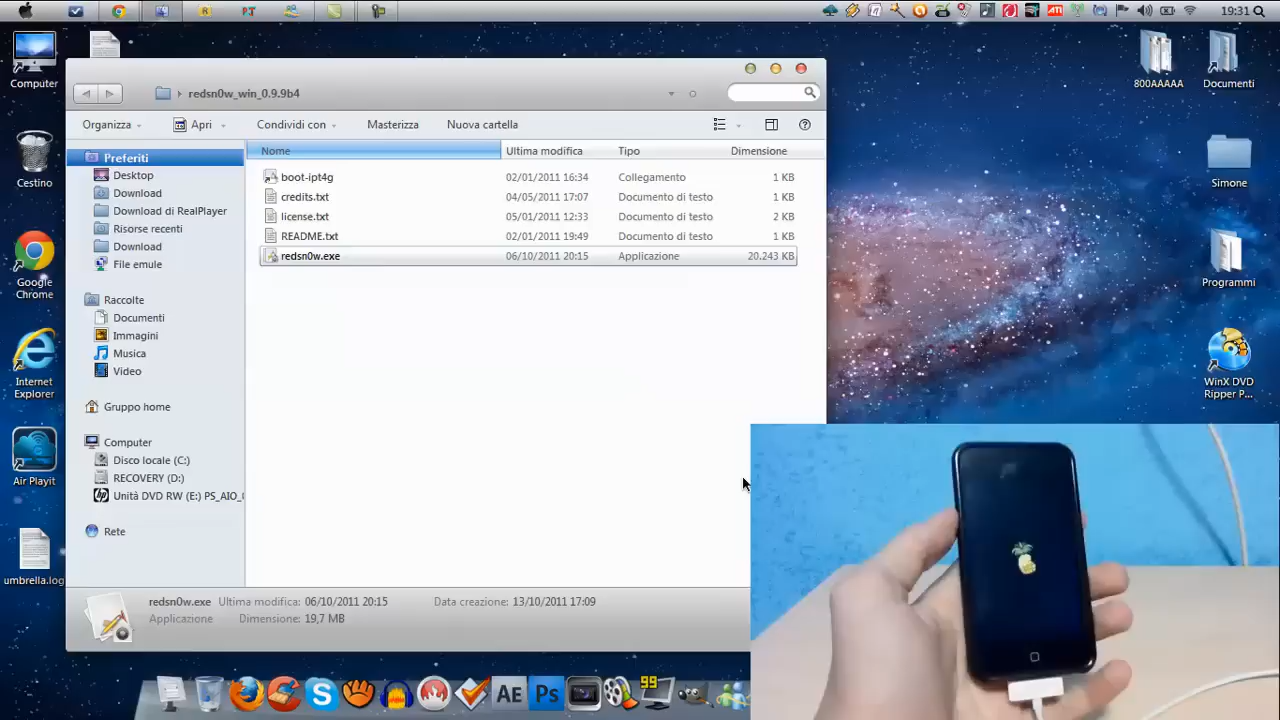 19:31
redsn0w_win_0.9.9b4
Organizza Apri Condividi con Masterizza Nuova cartella
Nome Ultima modifica Tipo Dimensione
boot-ipt4g 02/01/2011 16:34 Collegamento 1 KB
credits.txt 04/05/2011 17:07 Documento di testo 1 KB
license.txt 05/01/2011 12:33 Documento di testo 2 KB
README.txt 02/01/2011 19:49 Documento di testo 1 KB
redsn0w.exe 06/10/2011 20:15 Applicazione 20.243 KB
Preferiti
Desktop
Download
Download di RealPlayer
Risorse recenti
Download
File emule
Raccolte
Documenti
Immagini
Musica
Video
Gruppo home
Computer
Disco locale (C:)
RECOVERY (D:)
Unità DVD RW (E:) PS_AIO_
Rete
redsn0w.exe Ultima modifica: 06/10/2011 20:15 Data creazione: 13/10/2011 17:09
Applicazione Dimensione: 19,7 MB
Computer
Cestino
Google
Chrome
Internet
Explorer
Air Playit
umbrella.log
800AAAAA
Documenti
Simone
Programmi
WinX DVD
Ripper P...
AE
Ps
99